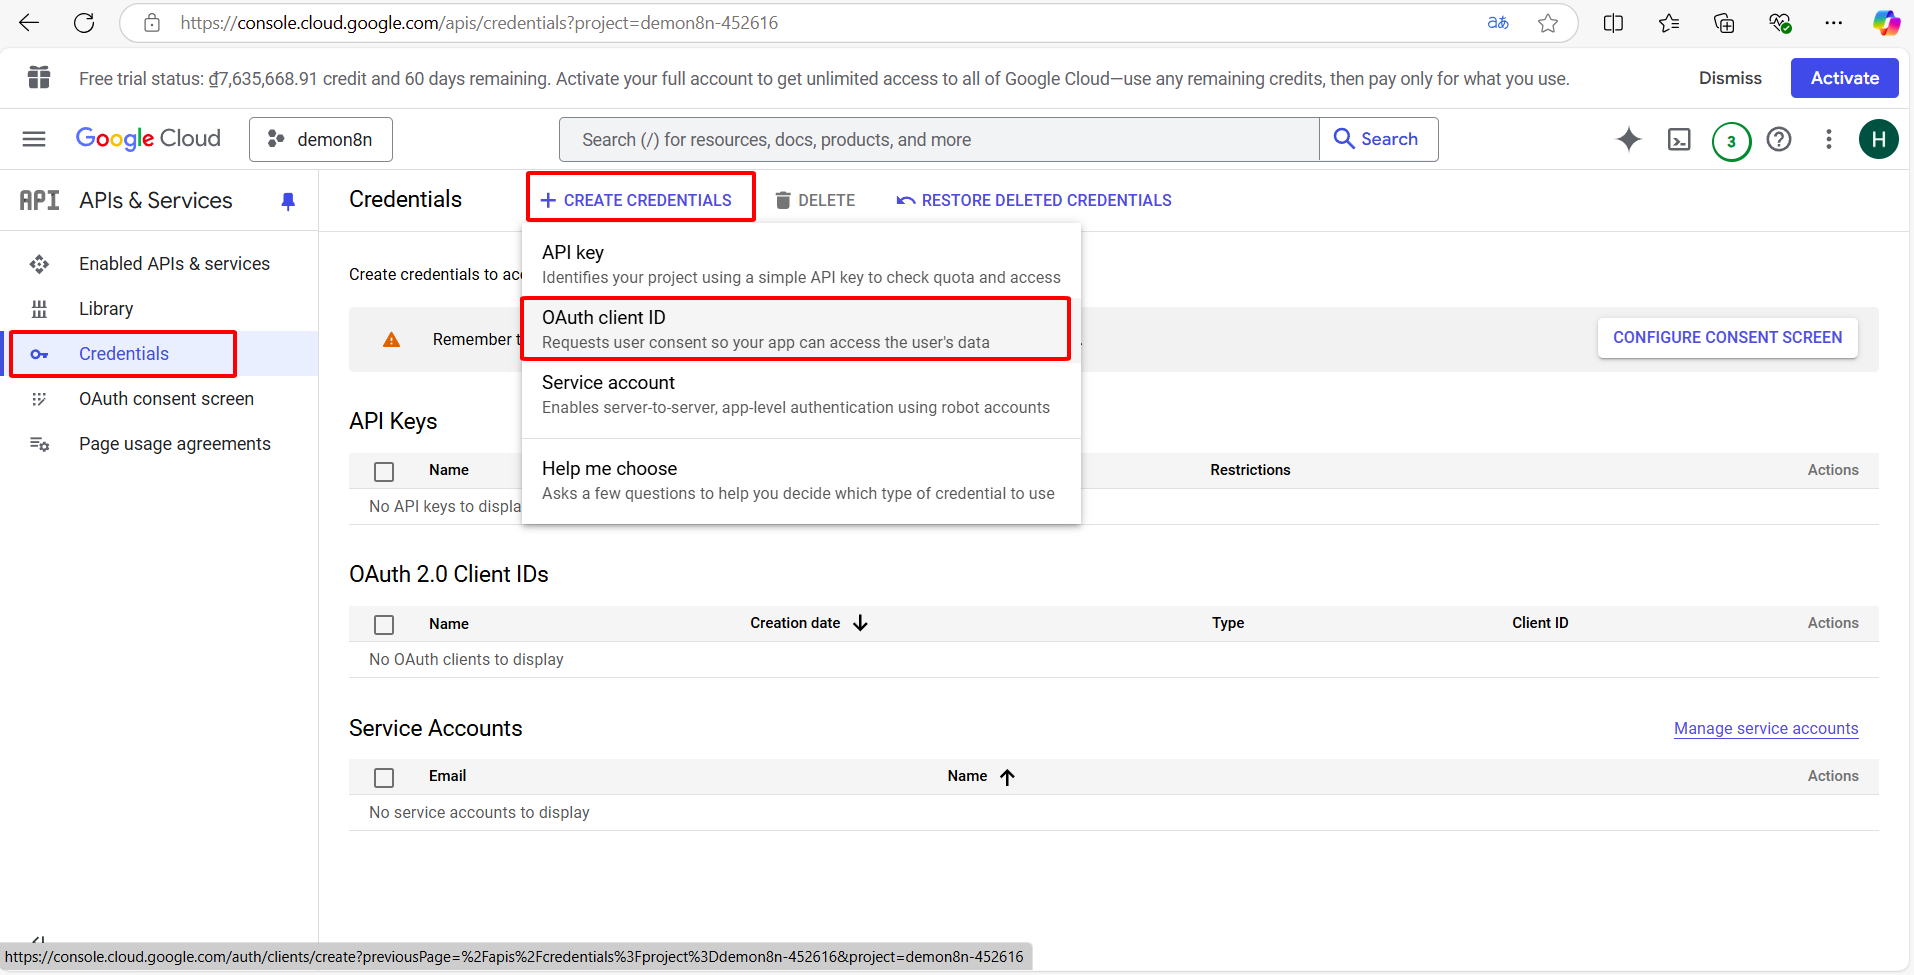 https://console.cloud.google.com/apis/credentials?project=demon8n-452616
aあ
Free trial status: ₫7,635,668.91 credit and 60 days remaining. Activate your full account to get unlimited access to all of Google Cloud—use any remaining credits, then pay only for what you use.
Dismiss
Activate
Google Cloud
demon8n
Search (/) for resources, docs, products, and more
Search
3
H
API APIs & Services
Credentials
CREATE CREDENTIALS
DELETE
RESTORE DELETED CREDENTIALS
Enabled APIs & services
Library
Credentials
OAuth consent screen
Page usage agreements
Create credentials to acc
API key
Identifies your project using a simple API key to check quota and access
OAuth client ID
Requests user consent so your app can access the user's data
Service account
Enables server-to-server, app-level authentication using robot accounts
Help me choose
Asks a few questions to help you decide which type of credential to use
Remember t
CONFIGURE CONSENT SCREEN
API Keys
Name
Restrictions
Actions
No API keys to displa
OAuth 2.0 Client IDs
Name
Creation date
Type
Client ID
Actions
No OAuth clients to display
Service Accounts
Manage service accounts
Email
Name
Actions
No service accounts to display
https://console.cloud.google.com/auth/clients/create?previousPage=%2Fapis%2Fcredentials%3Fproject%3Ddemon8n-452616&project=demon8n-452616